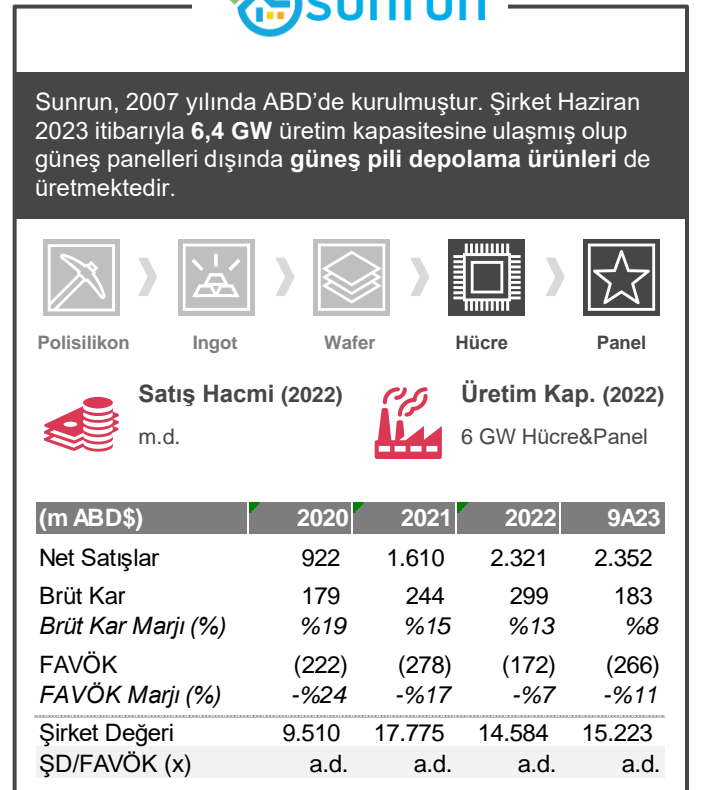 sunrun
Sunrun, 2007 yılında ABD’de kurulmuştur. Şirket Haziran
2023 itibarıyla 6,4 GW üretim kapasitesine ulaşmış olup
güneş panelleri dışında güneş pili depolama ürünleri de
üretmektedir.
Polisilikon Ingot Wafer Hücre Panel
Satış Hacmi (2022) Üretim Kap. (2022)
m.d. 6 GW Hücre&Panel
(m ABD$) 2020 2021 2022 9A23
Net Satışlar 922 1.610 2.321 2.352
Brüt Kar 179 244 299 183
Brüt Kar Marjı (%) %19 %15 %13 %8
FAVÖK (222) (278) (172) (266)
FAVÖK Marjı (%) -%24 -%17 -%7 -%11
Şirket Değeri 9.510 17.775 14.584 15.223
ŞD/FAVÖK (x) a.d. a.d. a.d. a.d.